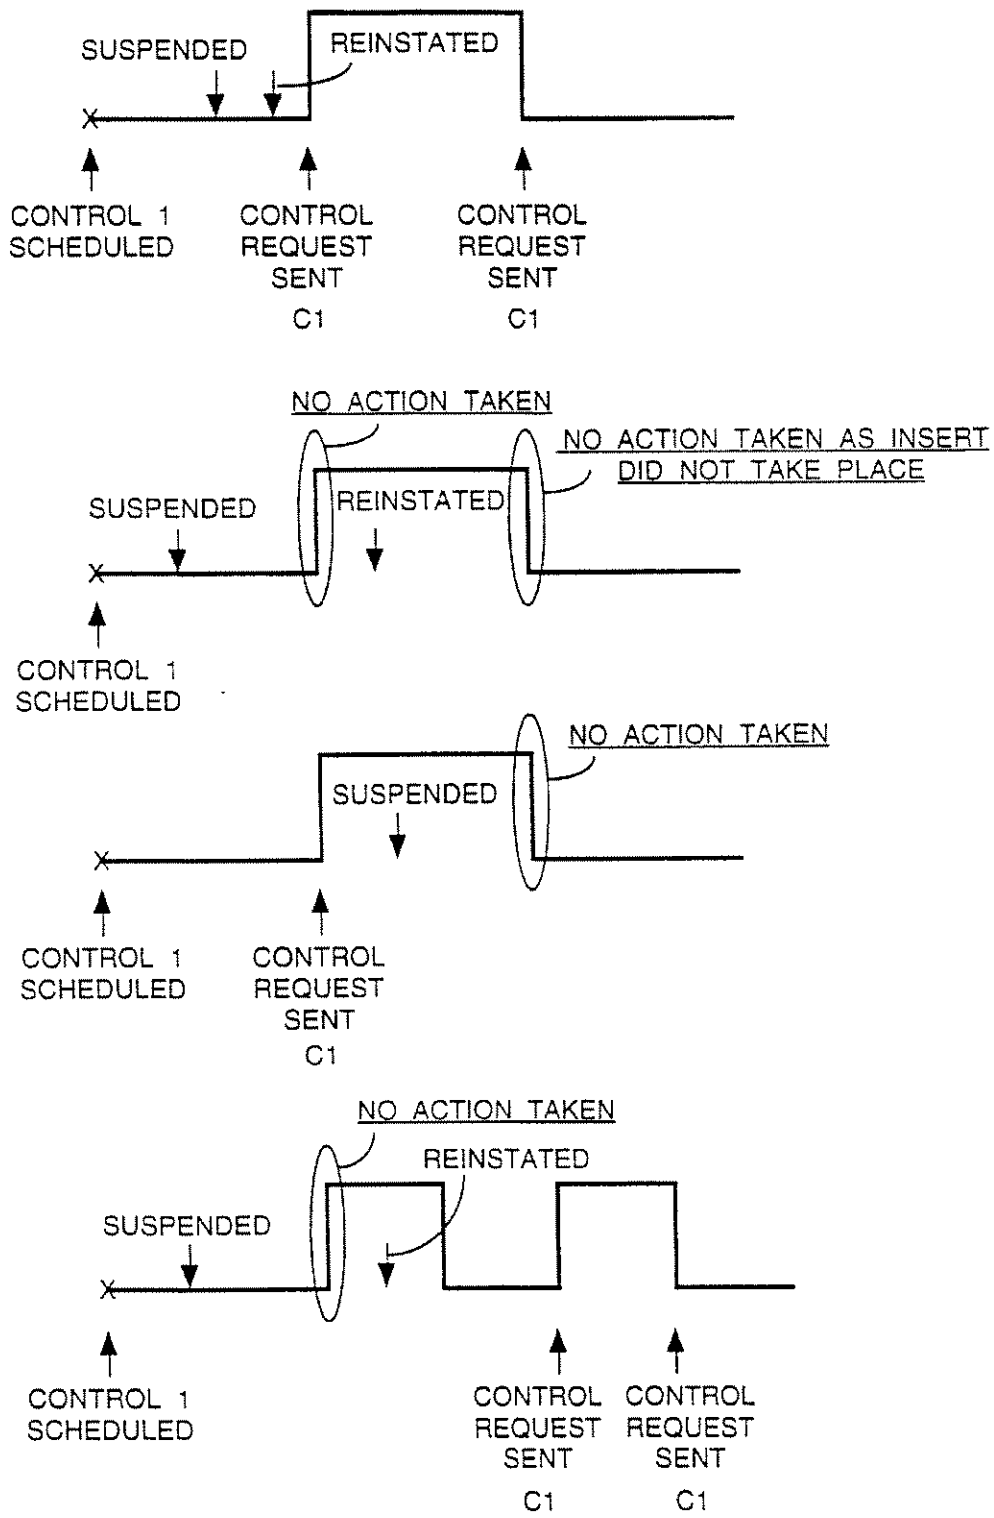 SUSPENDED
REINSTATED
CONTROL 1
SCHEDULED
CONTROL
REQUEST
SENT
C1
CONTROL
REQUEST
SENT
C1
NO ACTION TAKEN
NO ACTION TAKEN AS INSERT
DID NOT TAKE PLACE
SUSPENDED
REINSTATED
CONTROL 1
SCHEDULED
NO ACTION TAKEN
SUSPENDED
CONTROL 1
SCHEDULED
CONTROL
REQUEST
SENT
C1
NO ACTION TAKEN
REINSTATED
SUSPENDED
CONTROL 1
SCHEDULED
CONTROL
REQUEST
SENT
C1
CONTROL
REQUEST
SENT
C1